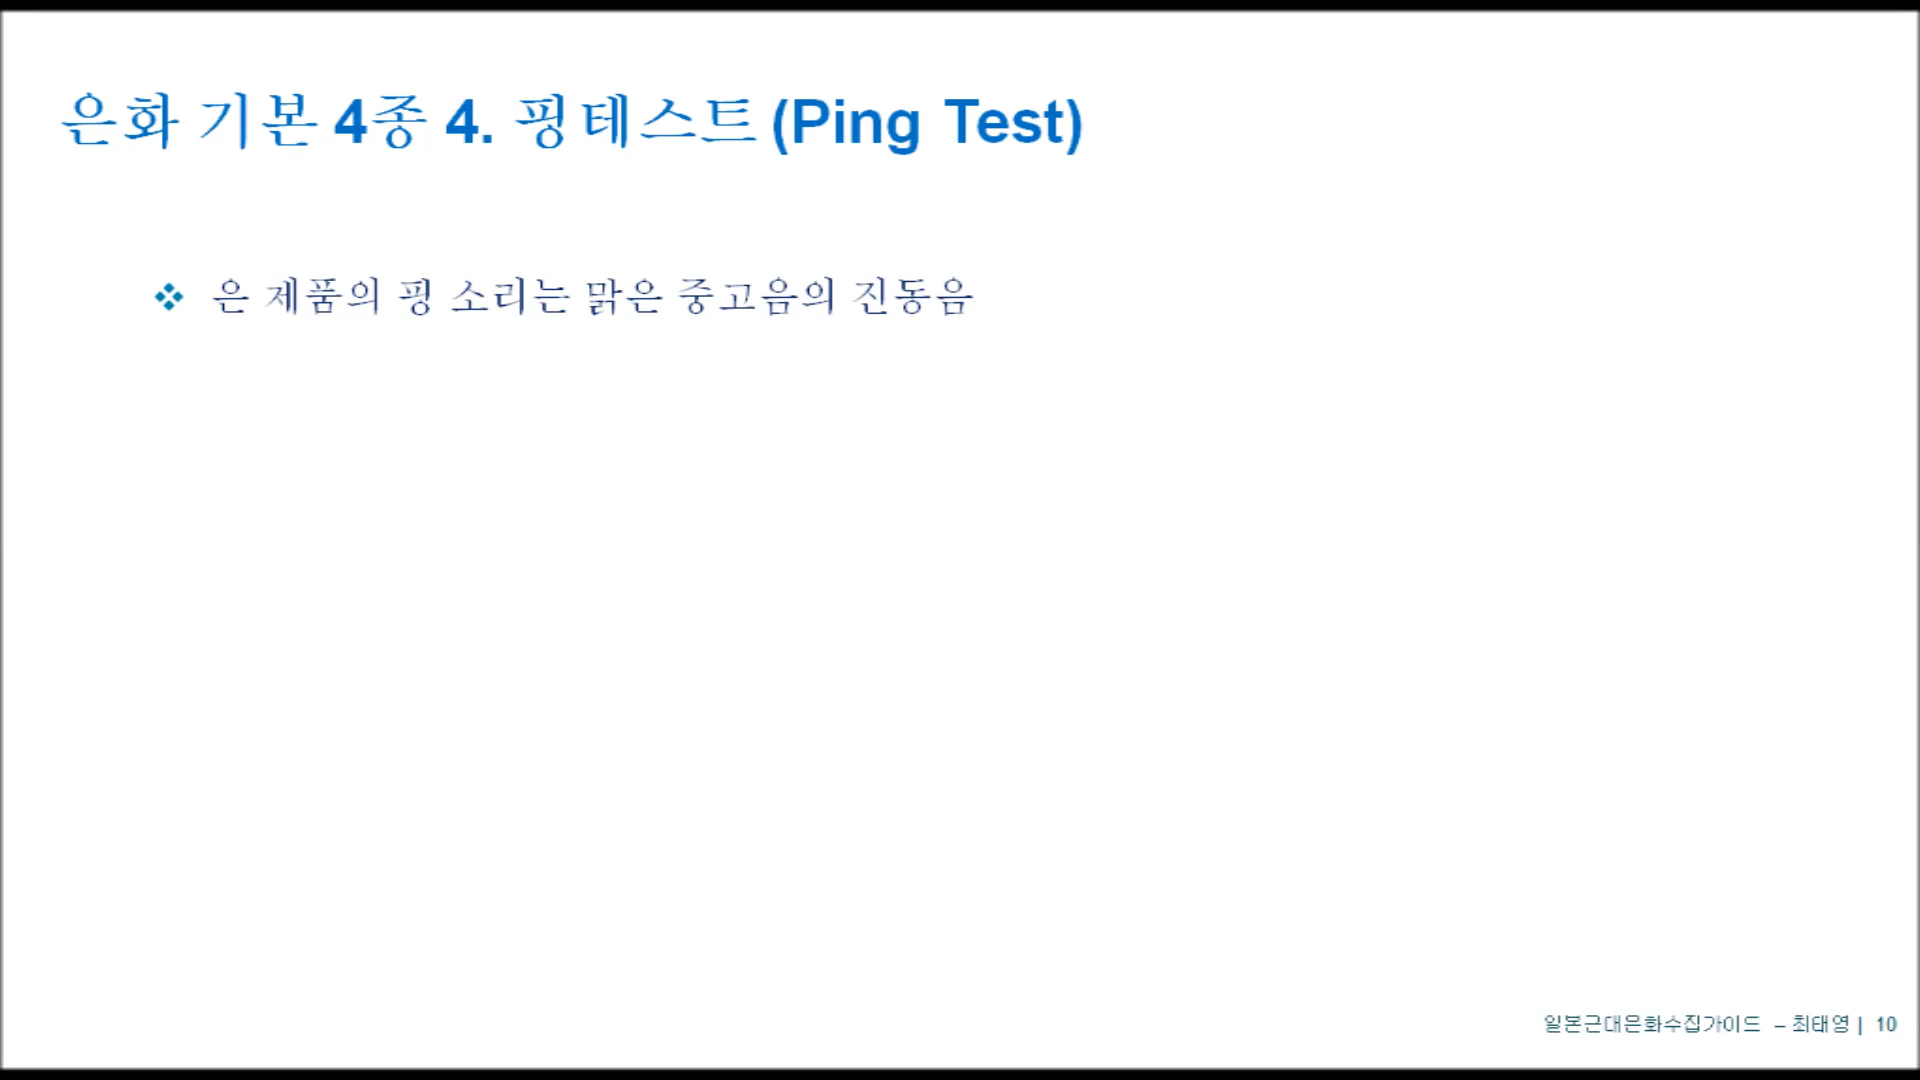 은화 기본 4종 4. 핑테스트(Ping Test)
❖ 은 제품의 핑 소리는 맑은 중고음의 진동음
일본근대은화수집가이드 – 최태영 | 10